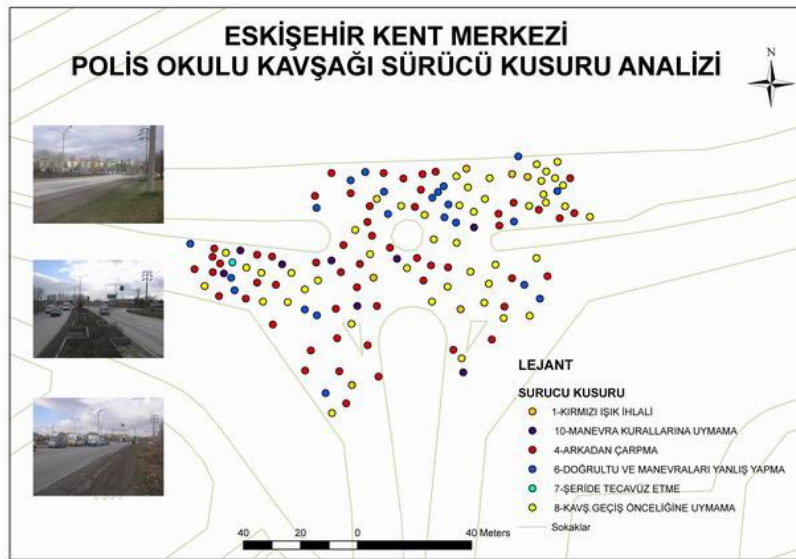 ESKİŞEHİR KENT MERKEZİ
POLİS OKULU KAVŞAĞI SÜRÜCÜ KUSURU ANALİZİ
N
LEJANT
SURUCU KUSURU
1-KIRMIZI IŞIK İHLALİ
10-MANEVRA KURALLARINA UYMAMA
4-ARKADAN ÇARPMA
6-DOĞRULTU VE MANEVRALARI YANLIŞ YAPMA
7-ŞERİDE TECAVÜZ ETME
8-KAVŞ.GEÇİŞ ÖNCELİĞİNE UYMAMA
Sokaklar
40 20 0 40 Meters